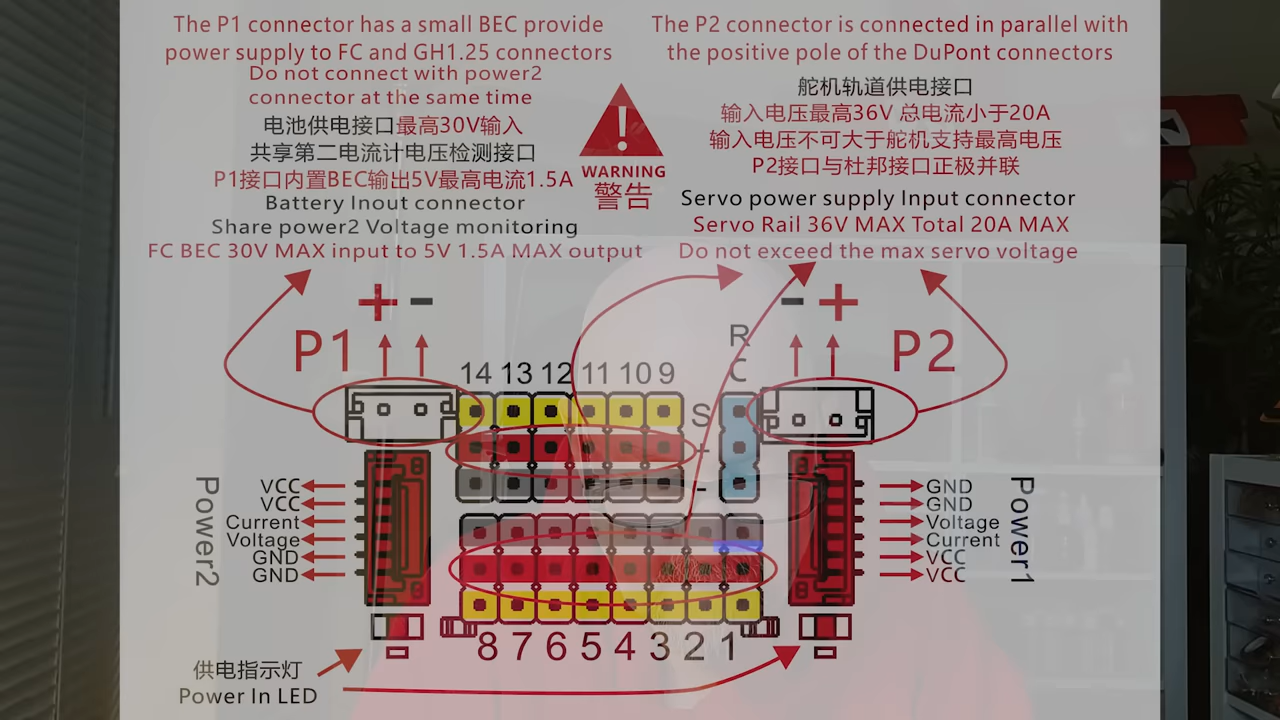 The P1 connector has a small BEC provide
power supply to FC and GH1.25 connectors
Do not connect with power2
connector at the same time
电池供电接口最高30V输入
共享第二电流计电压检测接口
P1接口内置BEC输出5V最高电流1.5A
Battery Inout connector
Share power2 Voltage monitoring
FC BEC 30V MAX input to 5V 1.5A MAX output
WARNING
警告
The P2 connector is connected in parallel with
the positive pole of the DuPont connectors
舵机轨道供电接口
输入电压最高36V 总电流小于20A
输入电压不可大于舵机支持最高电压
P2接口与杜邦接口正极并联
Servo power supply Input connector
Servo Rail 36V MAX Total 20A MAX
Do not exceed the max servo voltage
+ -
P1
- +
P2
14 13 12 11 10 9
R
C
S
+
-
Power2
VCC
VCC
Current
Voltage
GND
GND
GND
GND
Voltage
Current
VCC
VCC
Power1
8 7 6 5 4 3 2 1
供电指示灯
Power In LED